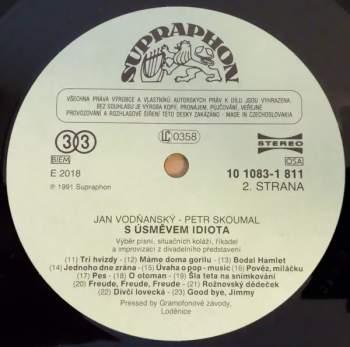 SUPRAPHON
VŠECHNA PRÁVA VÝROBCE A VLASTNÍKŮ AUTORSKÝCH PRÁV K DÍLU JSOU VYHRAZENA.
BEZ SOUHLASU JE VÝROBA KOPIÍ, PRONÁJEM, PŮJČOVÁNÍ, VEŘEJNÉ
PROVOZOVÁNÍ A ROZHLASOVÉ ŠÍŘENÍ TÉTO DESKY ZAKÁZÁNO - MADE IN CZECHOSLOVAKIA
33
LC 0358
STEREO
BIEM
OSA
E 2018
10 1083-1 811
℗ 1991 Supraphon
2. STRANA
JAN VODŇANSKÝ - PETR SKOUMAL
S ÚSMĚVEM IDIOTA
Výběr písní, situačních koláží, říkadel
a improvizací z divadelního představení
(11) Tři hvizdy - (12) Máme doma gorilu - (13) Bodal Hamlet
(14) Jednoho dne zrána - (15) Úvaha o pop - music - (16) Pověz, miláčku
(17) Pes - (18) O otoman - (19) Šla teta na snímkování
(20) Freude, Freude, Freude - (21) Rožnovský dědeček
(22) Dívčí lovecká - (23) Good bye, Jimmy
Pressed by Gramofonové závody,
Loděnice